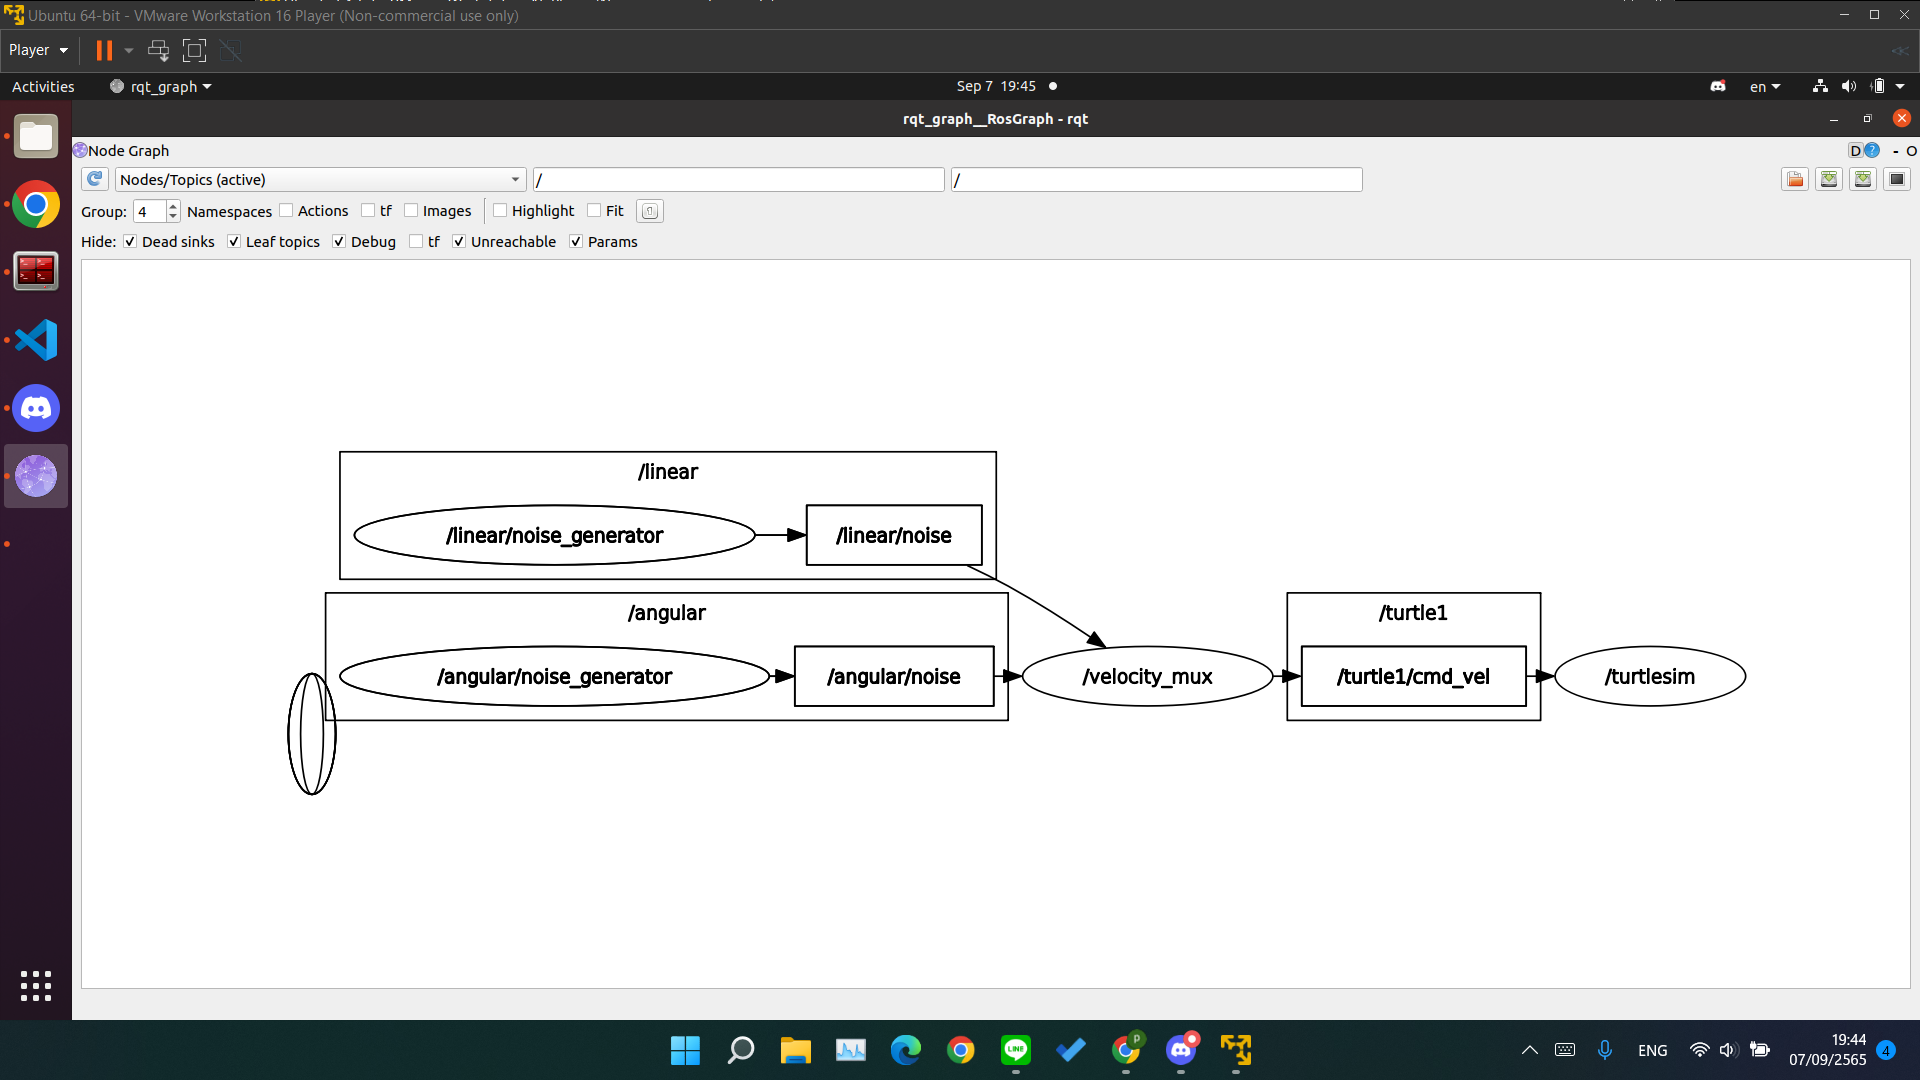 Ubuntu 64-bit - VMware Workstation 16 Player (Non-commercial use only)
Player
Activities
rqt_graph
Sep 7 19:45
en
rqt_graph__RosGraph - rqt
Node Graph
D
?
- O
Nodes/Topics (active)
/
/
Group: 4 Namespaces Actions tf Images Highlight Fit
Hide: Dead sinks Leaf topics Debug tf Unreachable Params
/linear
/linear/noise_generator
/linear/noise
/angular
/angular/noise_generator
/angular/noise
/velocity_mux
/turtle1
/turtle1/cmd_vel
/turtlesim
LINE
P
ENG
19:44
07/09/2565
4